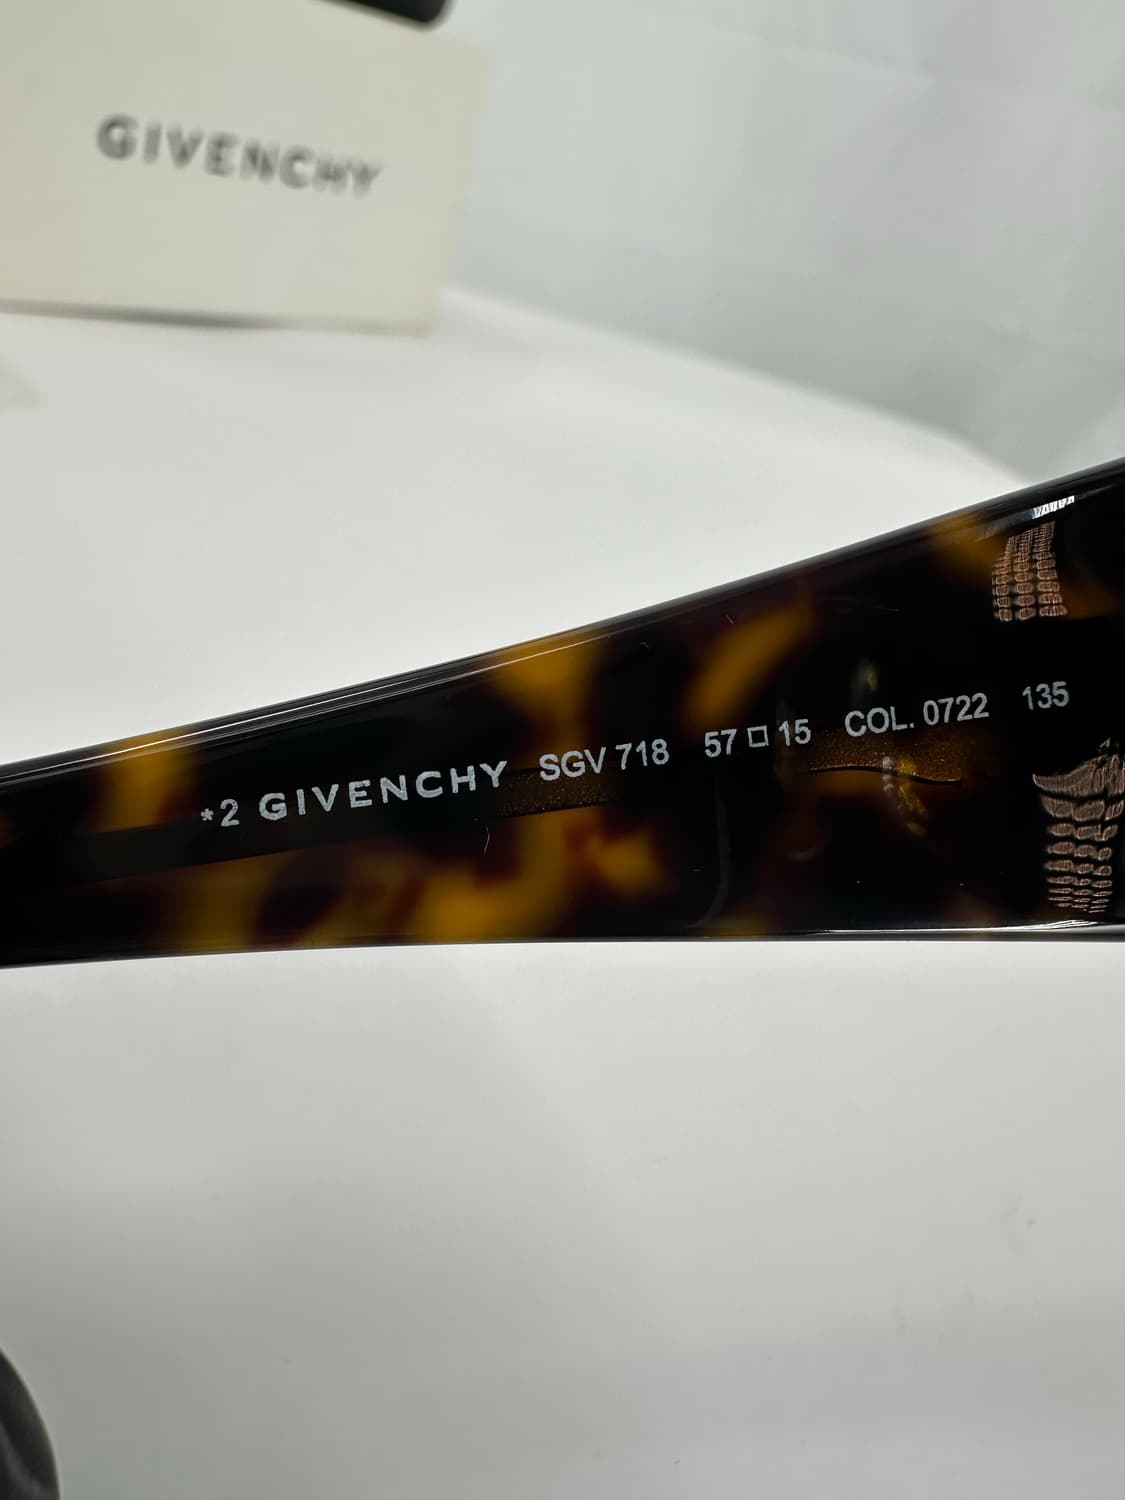 GIVENCHY
*2 GIVENCHY SGV 718 57□15 COL. 0722 135